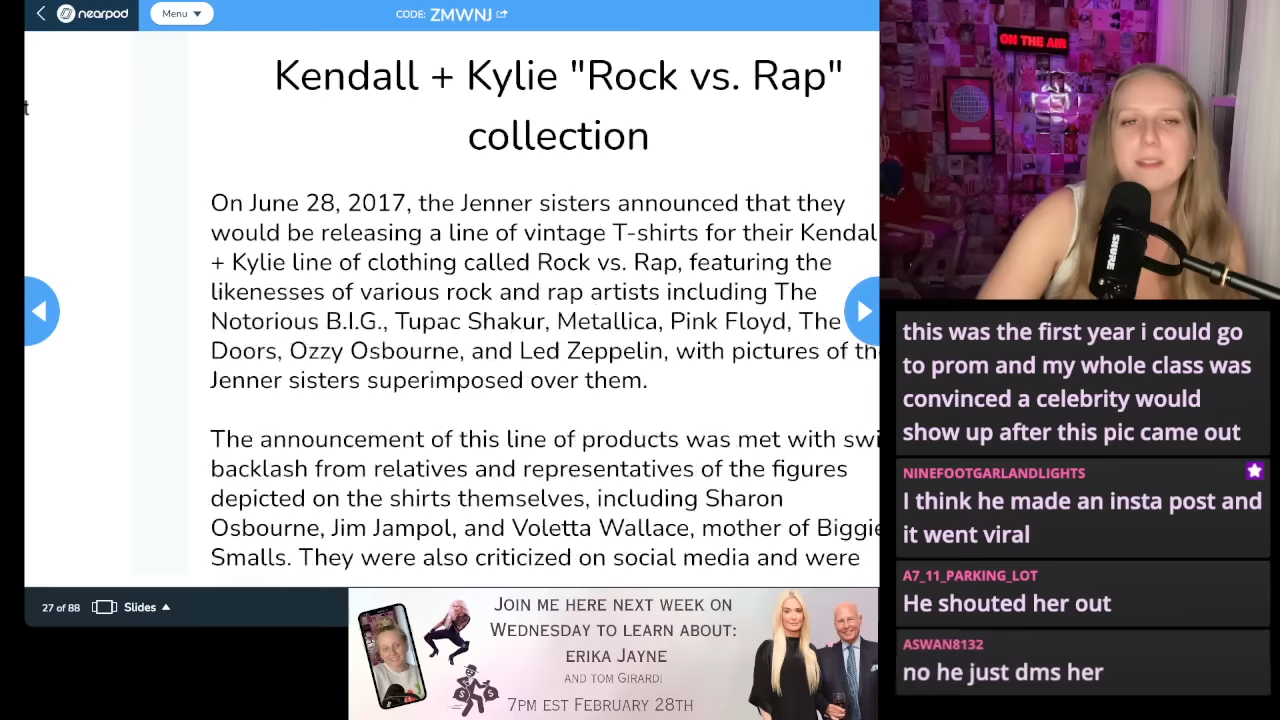 nearpod
Menu
CODE: ZMWNJ
ON THE AIR
Kendall + Kylie "Rock vs. Rap"
collection
On June 28, 2017, the Jenner sisters announced that they
would be releasing a line of vintage T-shirts for their Kendal
+ Kylie line of clothing called Rock vs. Rap, featuring the
likenesses of various rock and rap artists including The
Notorious B.I.G., Tupac Shakur, Metallica, Pink Floyd, The
Doors, Ozzy Osbourne, and Led Zeppelin, with pictures of th
Jenner sisters superimposed over them.
The announcement of this line of products was met with swi
backlash from relatives and representatives of the figures
depicted on the shirts themselves, including Sharon
Osbourne, Jim Jampol, and Voletta Wallace, mother of Biggie
Smalls. They were also criticized on social media and were
t
27 of 88
Slides
SHURE
this was the first year i could go
to prom and my whole class was
convinced a celebrity would
show up after this pic came out
NINEFOOTGARLANDLIGHTS
I think he made an insta post and
it went viral
A7_11_PARKING_LOT
He shouted her out
ASWAN8132
no he just dms her
JOIN ME HERE NEXT WEEK ON
WEDNESDAY TO LEARN ABOUT:
ERIKA JAYNE
AND TOM GIRARDI
7PM EST FEBRUARY 28TH